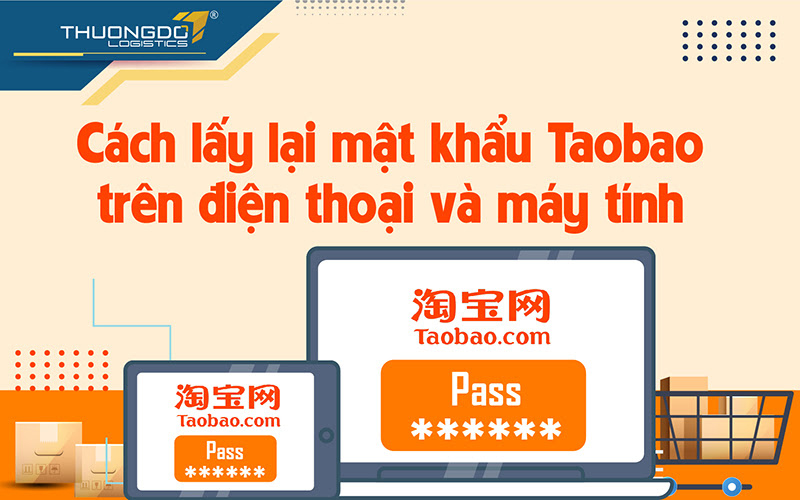 THUONGDO
LOGISTICS
®
Cách lấy lại mật khẩu Taobao
trên điện thoại và máy tính
淘宝网
Taobao.com
Pass
******
淘宝网
Taobao.com
Pass
******